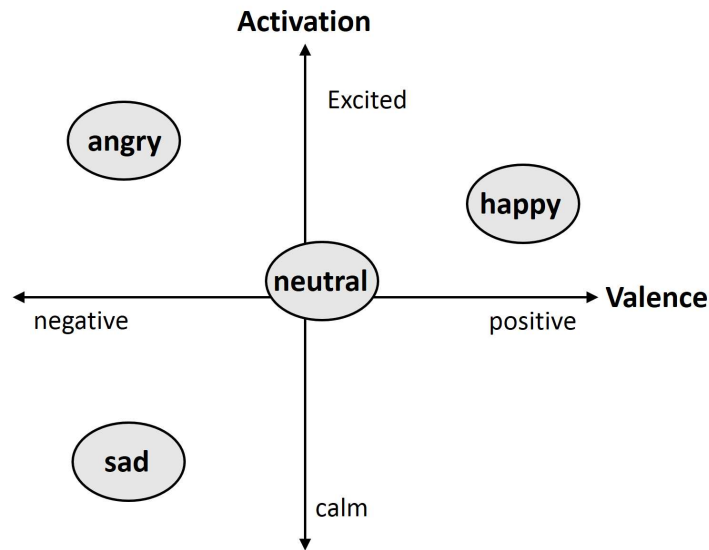 Activation
Excited
angry
happy
neutral
Valence
negative
positive
sad
calm